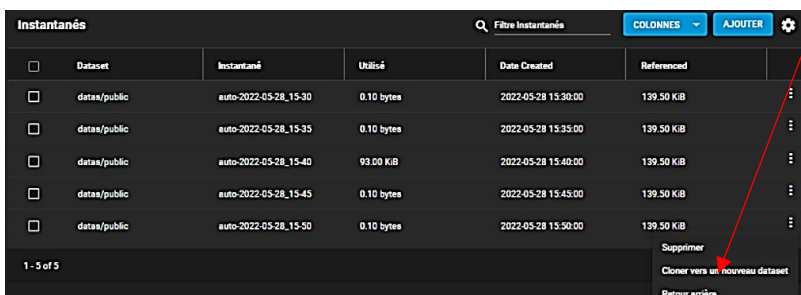 Instantanés Filtre Instantanés COLONNES AJOUTER
Dataset Instantané Utilisé Date Created Referenced
datas/public auto-2022-05-28_15-30 0.10 bytes 2022-05-28 15:30:00 139.50 KiB
datas/public auto-2022-05-28_15-35 0.10 bytes 2022-05-28 15:35:00 139.50 KiB
datas/public auto-2022-05-28_15-40 93.00 KiB 2022-05-28 15:40:00 139.50 KiB
datas/public auto-2022-05-28_15-45 0.10 bytes 2022-05-28 15:45:00 139.50 KiB
datas/public auto-2022-05-28_15-50 0.10 bytes 2022-05-28 15:50:00 139.50 KiB
Supprimer
1 - 5 of 5 Cloner vers un nouveau dataset
Retour arrière